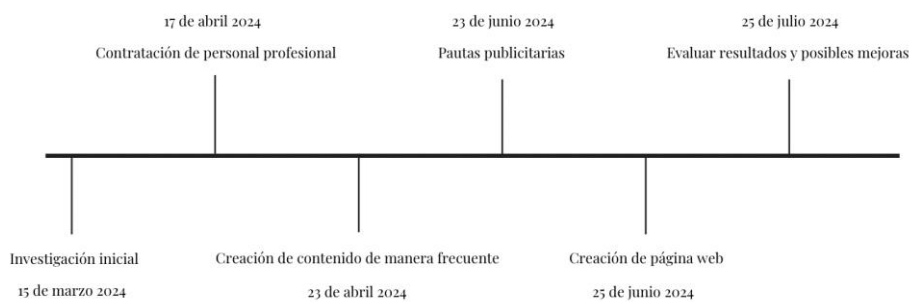 17 de abril 2024
Contratación de personal profesional
23 de junio 2024
Pautas publicitarias
25 de julio 2024
Evaluar resultados y posibles mejoras
Investigación inicial
15 de marzo 2024
Creación de contenido de manera frecuente
23 de abril 2024
Creación de página web
25 de junio 2024